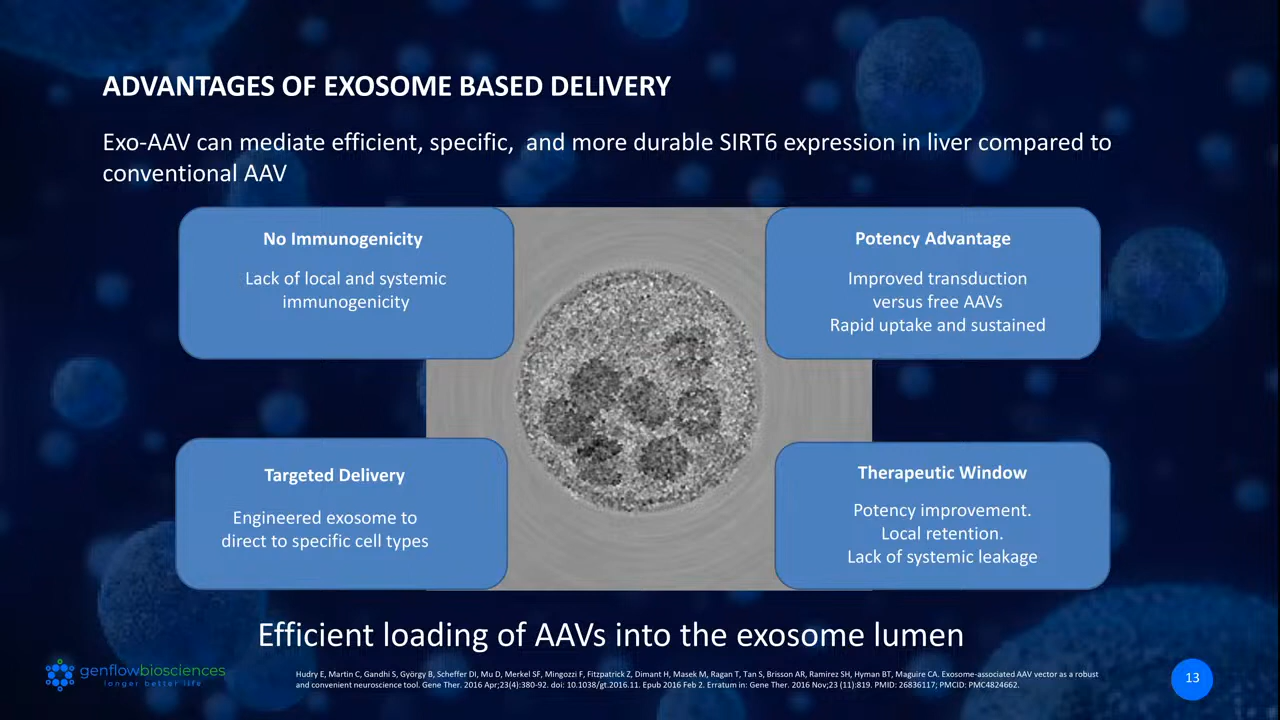 ADVANTAGES OF EXOSOME BASED DELIVERY
Exo-AAV can mediate efficient, specific,  and more durable SIRT6 expression in liver compared to
conventional AAV
No Immunogenicity
Lack of local and systemic
immunogenicity
Potency Advantage
Improved transduction
versus free AAVs
Rapid uptake and sustained
Targeted Delivery
Engineered exosome to
direct to specific cell types
Therapeutic Window
Potency improvement.
Local retention.
Lack of systemic leakage
Efficient loading of AAVs into the exosome lumen
genflowbiosciences
longer better life
Hudry E, Martin C, Gandhi S, György B, Scheffer DI, Mu D, Merkel SF, Mingozzi F, Fitzpatrick Z, Dimant H, Masek M, Ragan T, Tan S, Brisson AR, Ramirez SH, Hyman BT, Maguire CA. Exosome-associated AAV vector as a robust
and convenient neuroscience tool. Gene Ther. 2016 Apr;23(4):380-92. doi: 10.1038/gt.2016.11. Epub 2016 Feb 2. Erratum in: Gene Ther. 2016 Nov;23 (11):819. PMID: 26836117; PMCID: PMC4824662.
13